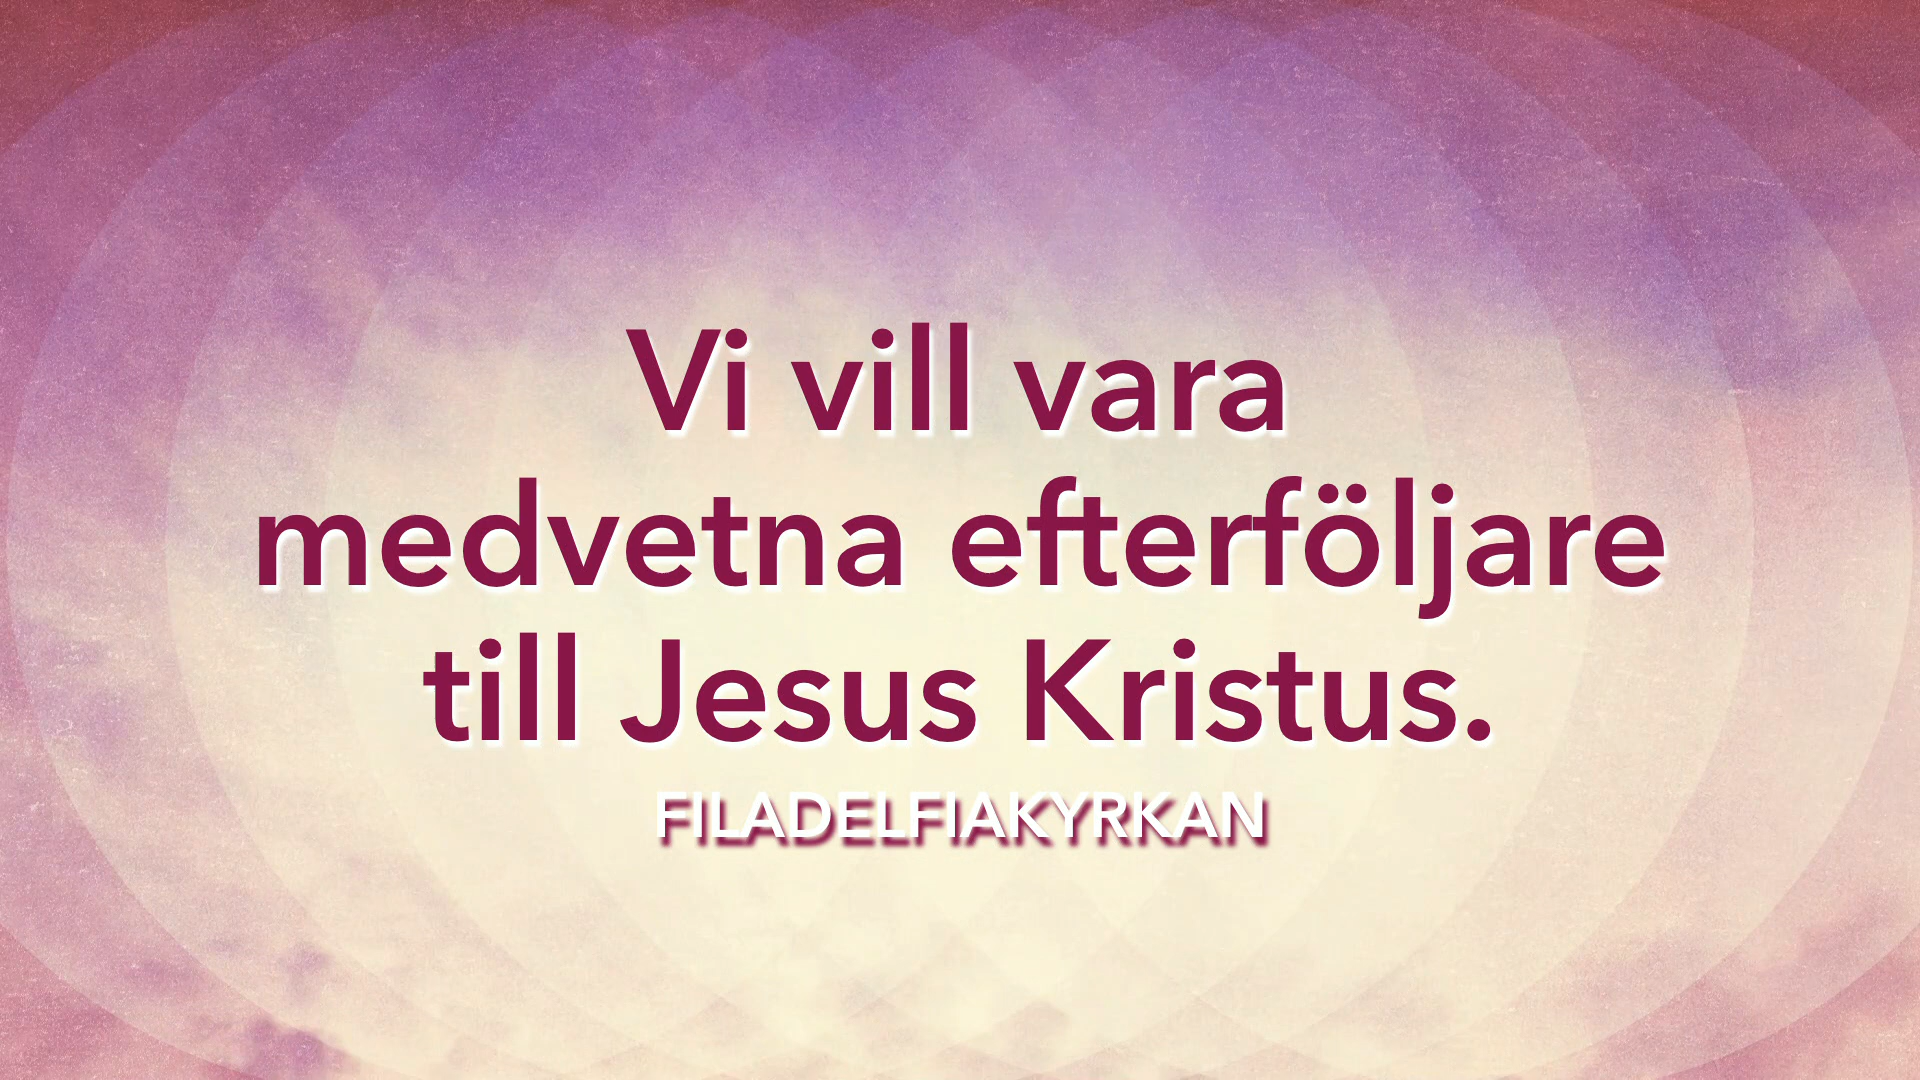 Vi vill vara
medvetna efterföljare
till Jesus Kristus.
FILADELFIAKYRKAN